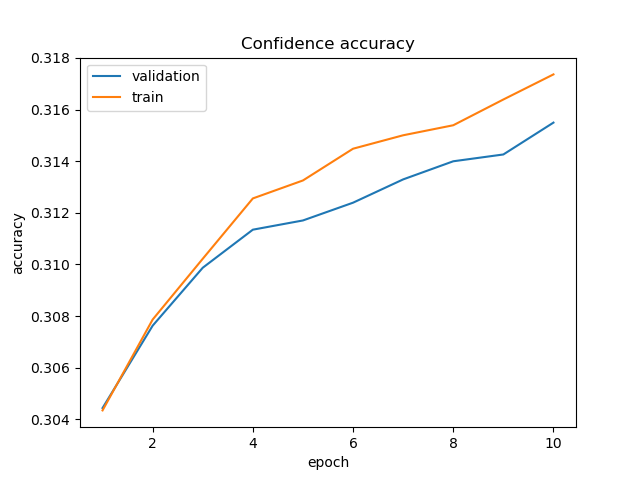 Confidence accuracy
0.318
0.316
0.314
0.312
0.310
0.308
0.306
0.304
accuracy
validation
train
2 4 6 8 10
epoch